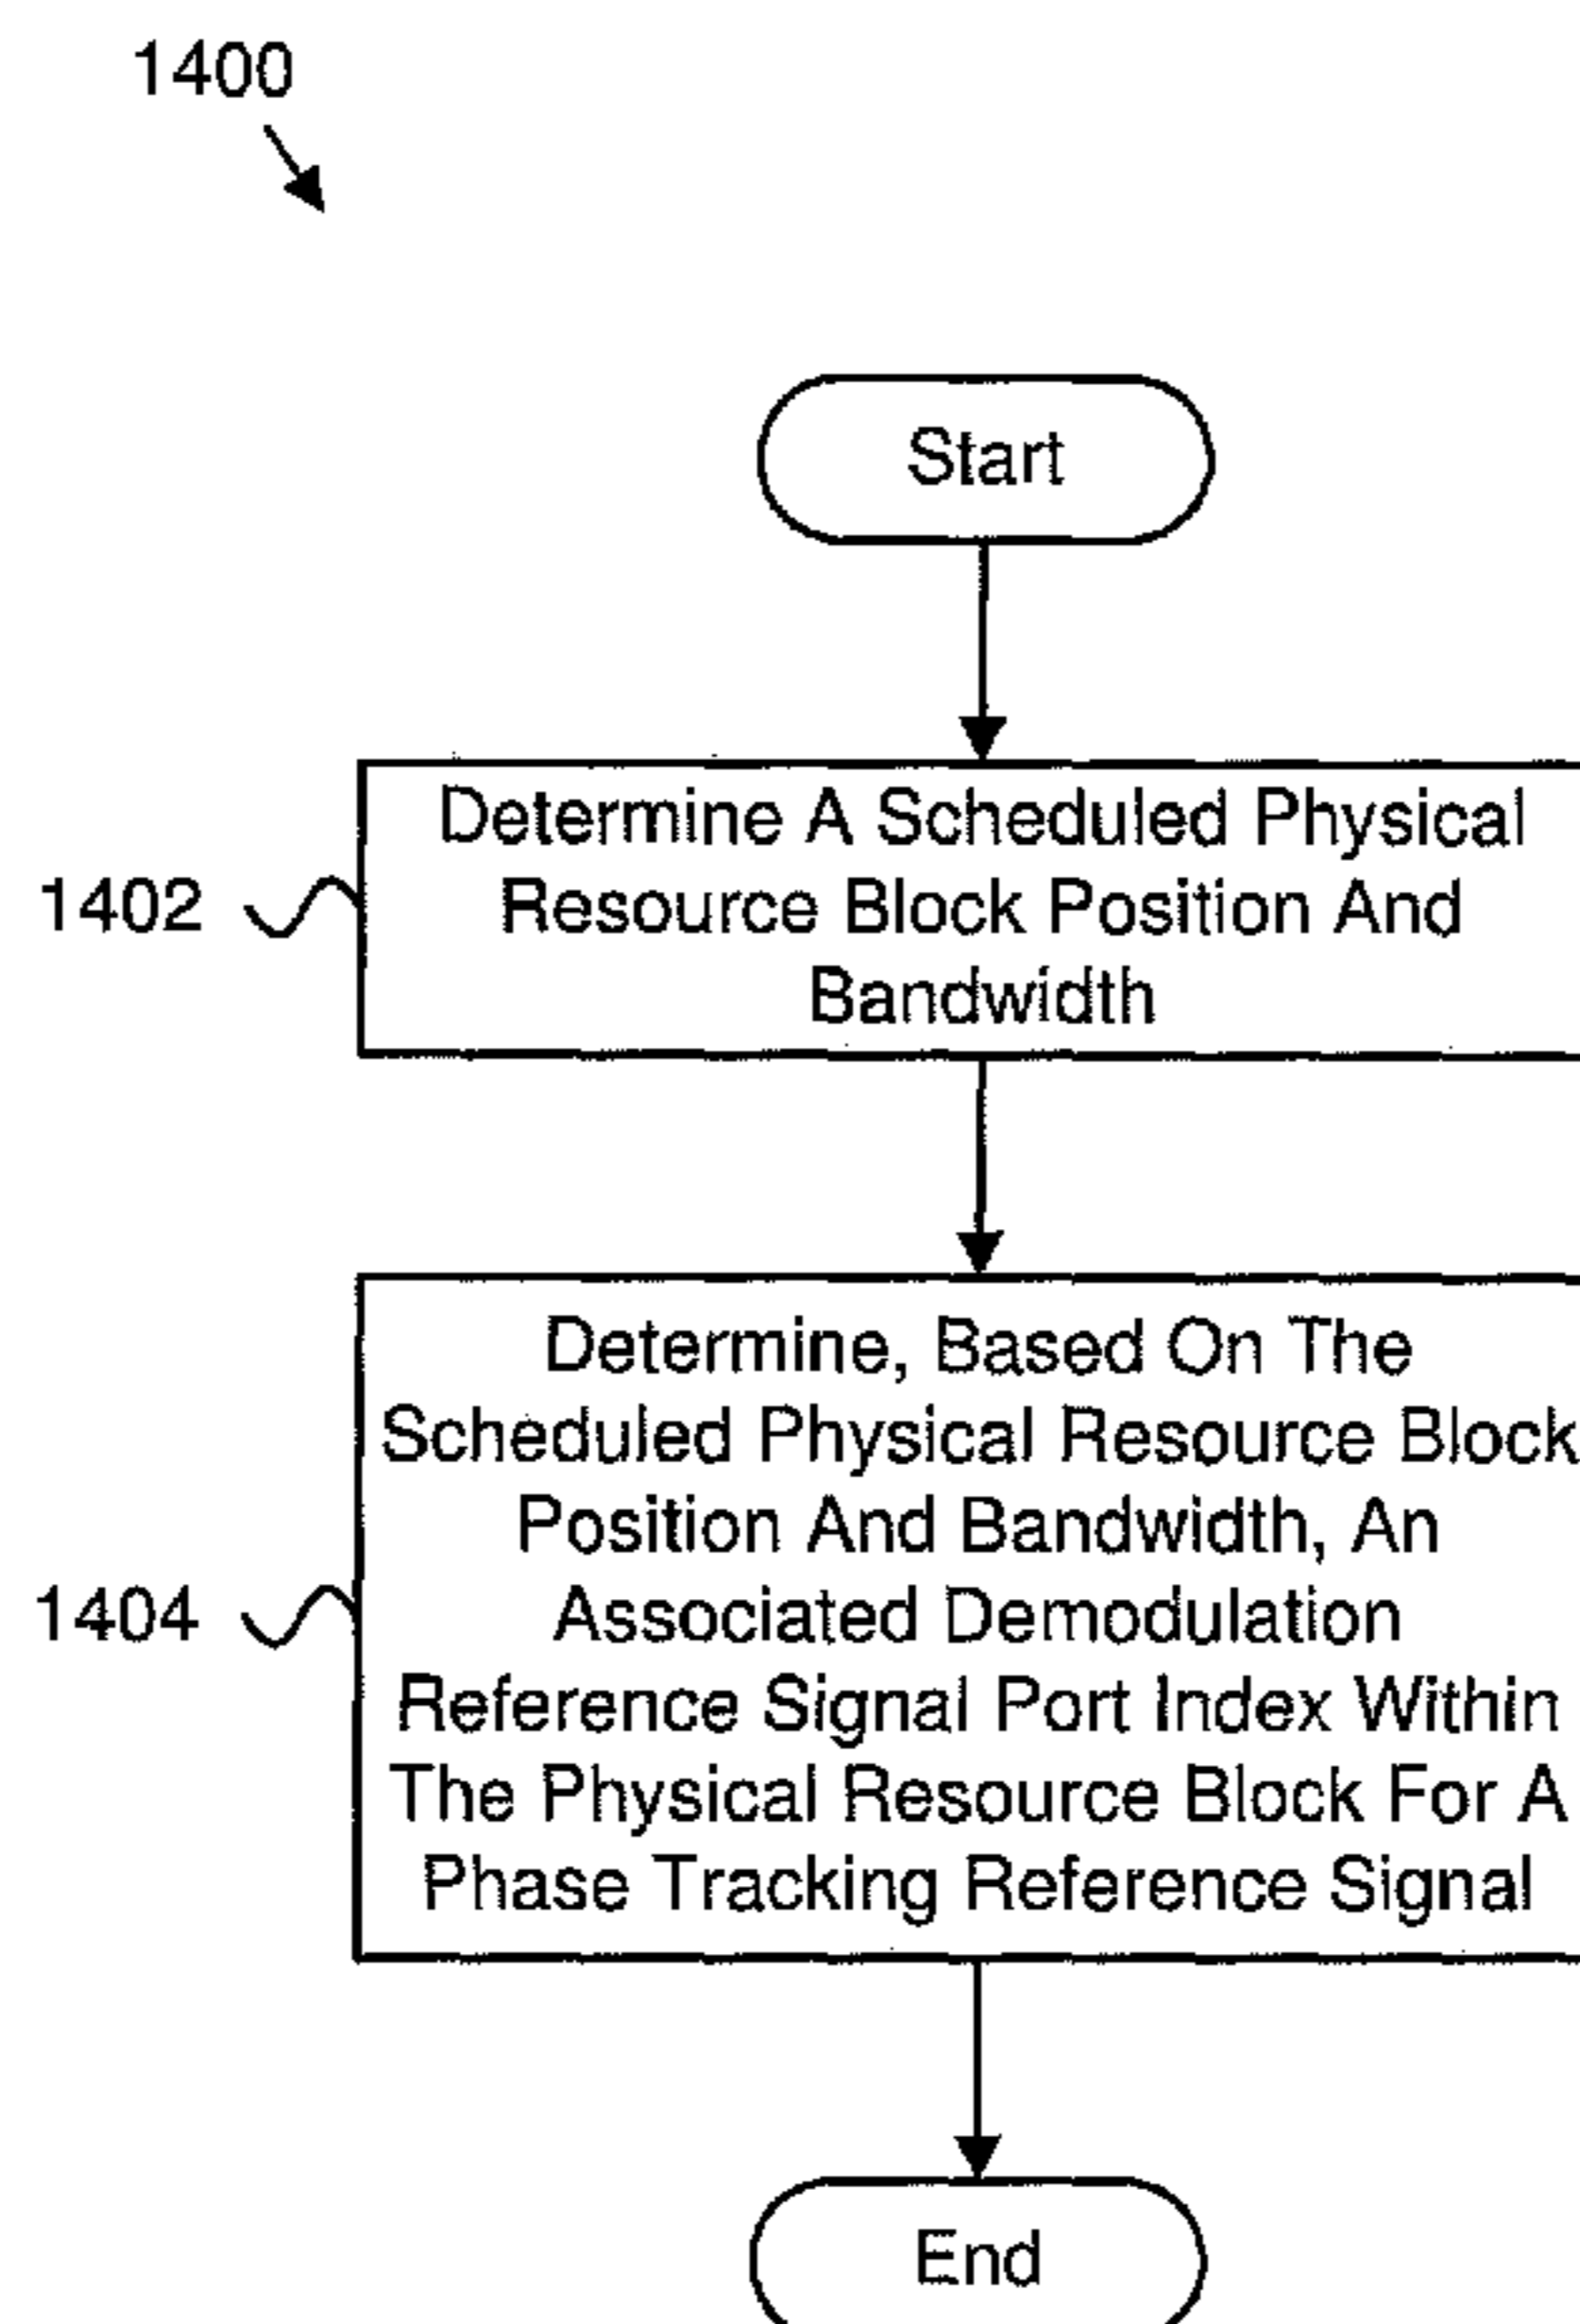 1400
Start
Determine A Scheduled Physical
Resource Block Position And
Bandwidth
1402
Determine, Based On The
Scheduled Physical Resource Block
Position And Bandwidth, An
Associated Demodulation
Reference Signal Port Index Within
The Physical Resource Block For A
Phase Tracking Reference Signal
1404
End